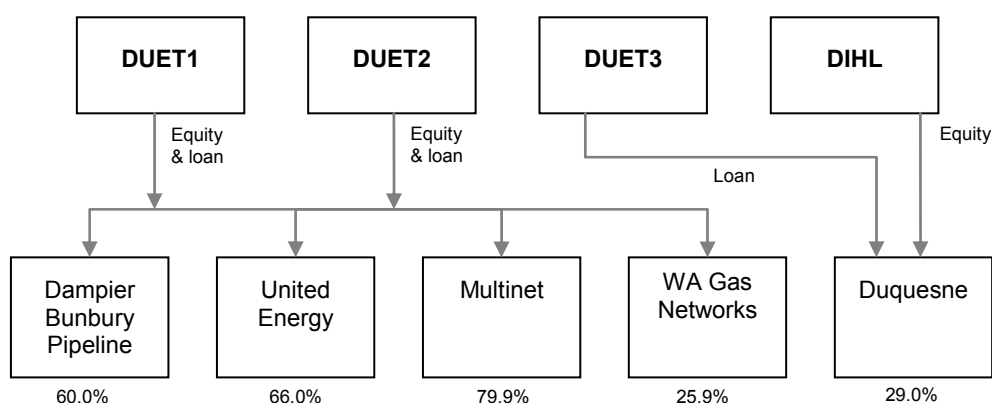 DUET1
DUET2
DUET3
DIHL
Equity
& loan
Equity
& loan
Loan
Equity
Dampier
Bunbury
Pipeline
United
Energy
Multinet
WA Gas
Networks
Duquesne
60.0%
66.0%
79.9%
25.9%
29.0%